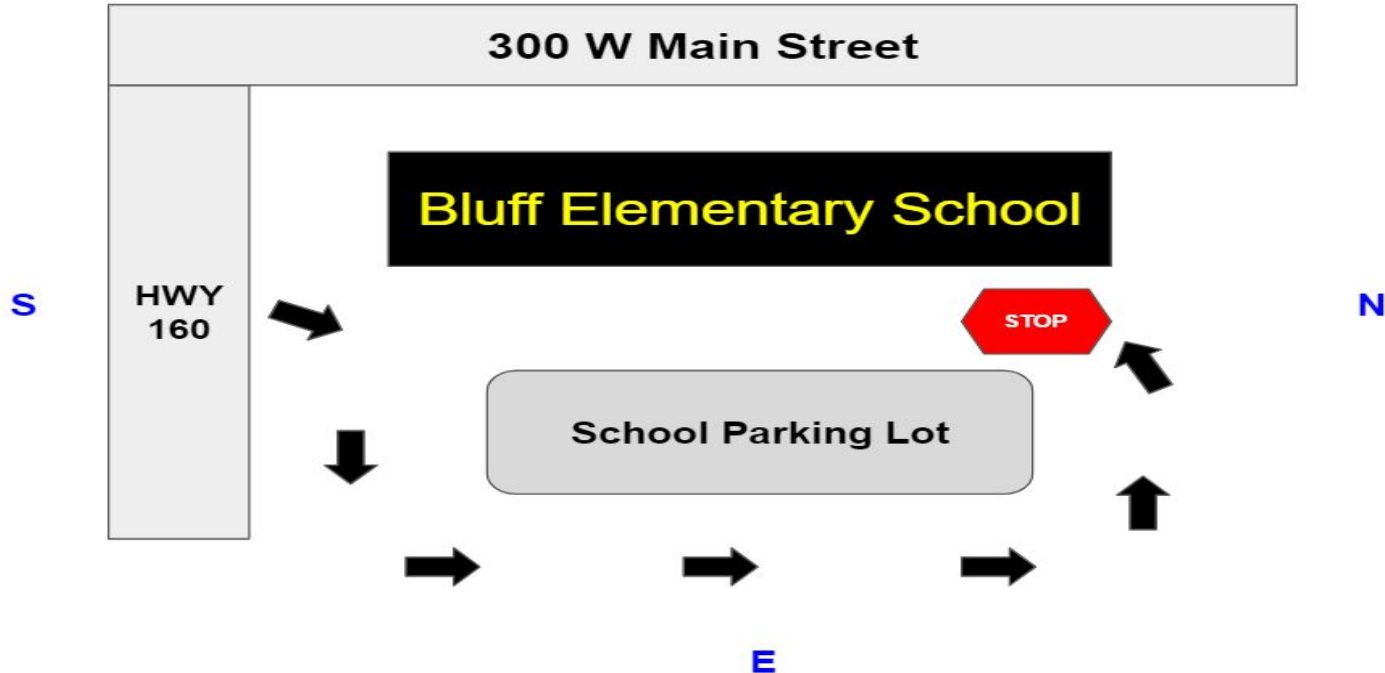 300 W Main Street
Bluff Elementary School
S
HWY
160
STOP
N
School Parking Lot
E